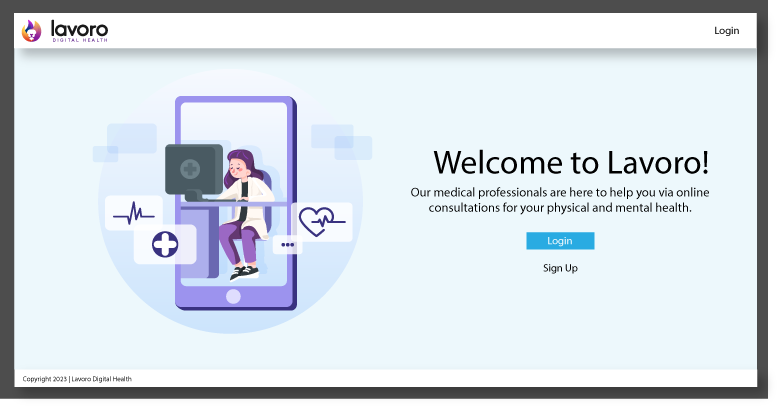 lavoro
DIGITAL HEALTH
Login
Welcome to Lavoro!
Our medical professionals are here to help you via online
consultations for your physical and mental health.
Login
Sign Up
Copyright 2023 | Lavoro Digital Health